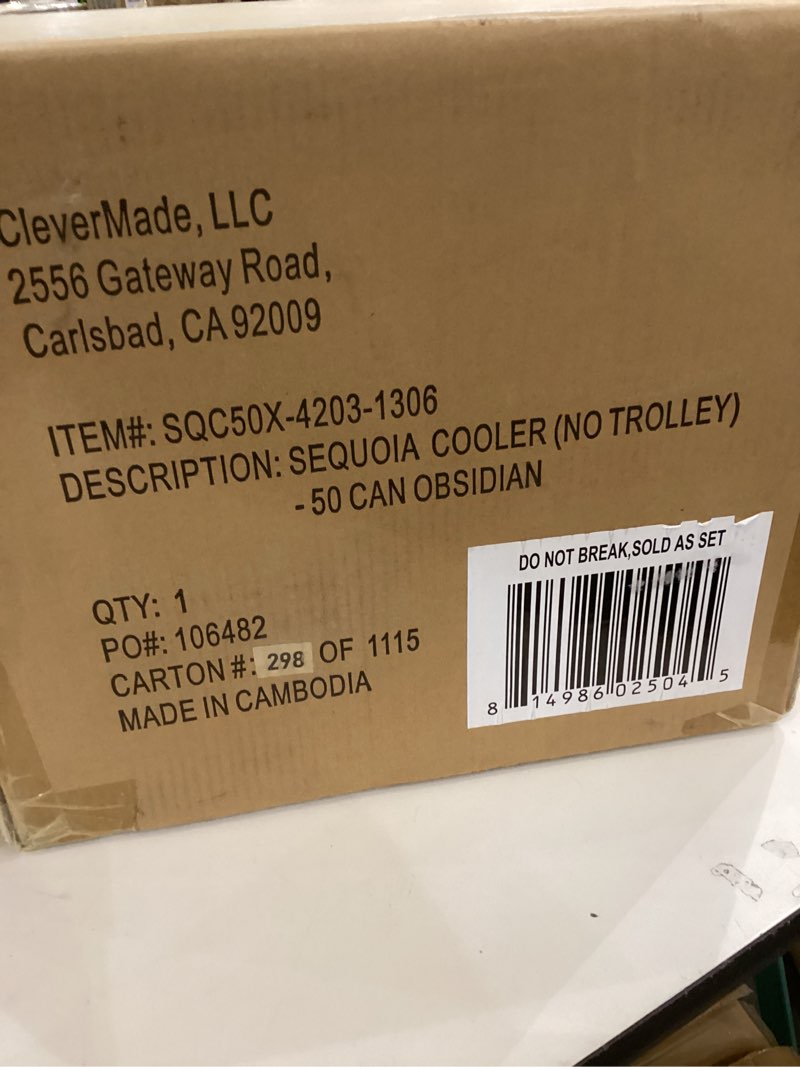 CleverMade, LLC
2556 Gateway Road,
Carlsbad, CA 92009
ITEM#: SQC50X-4203-1306
DESCRIPTION: SEQUOIA COOLER (NO TROLLEY)
- 50 CAN OBSIDIAN
QTY: 1
PO#: 106482
CARTON #: 298 OF 1115
MADE IN CAMBODIA
DO NOT BREAK,SOLD AS SET
8 14986 02504 5